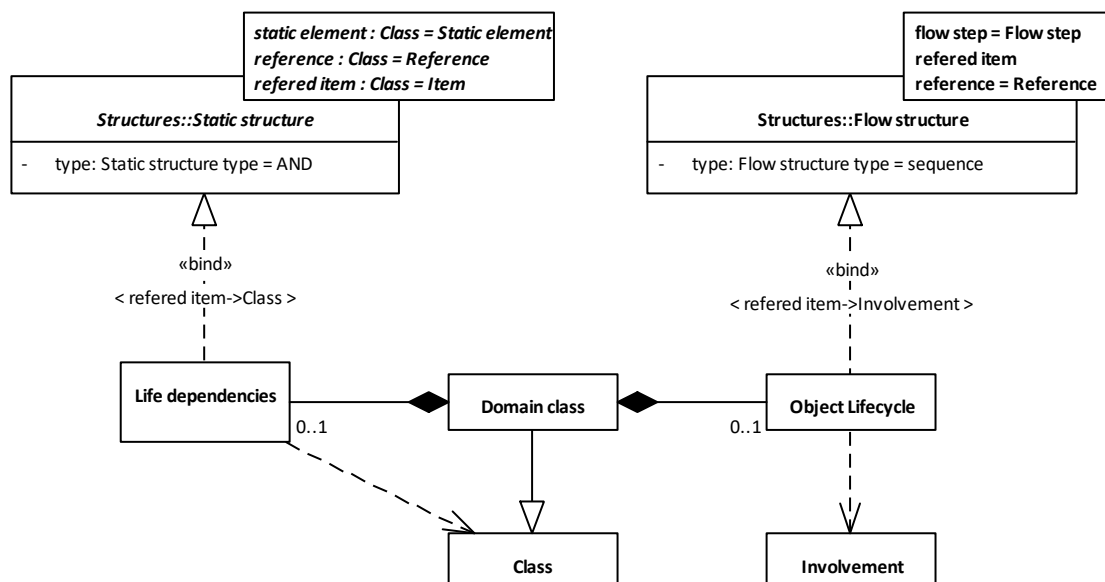 static element : Class = Static element
reference : Class = Reference
refered item : Class = Item
flow step = Flow step
refered item
reference = Reference
Structures::Static structure
- type: Static structure type = AND
Structures::Flow structure
- type: Flow structure type = sequence
«bind»
< refered item->Class >
«bind»
< refered item->Involvement >
Life dependencies
0..1
Domain class
0..1
Object Lifecycle
Class
Involvement